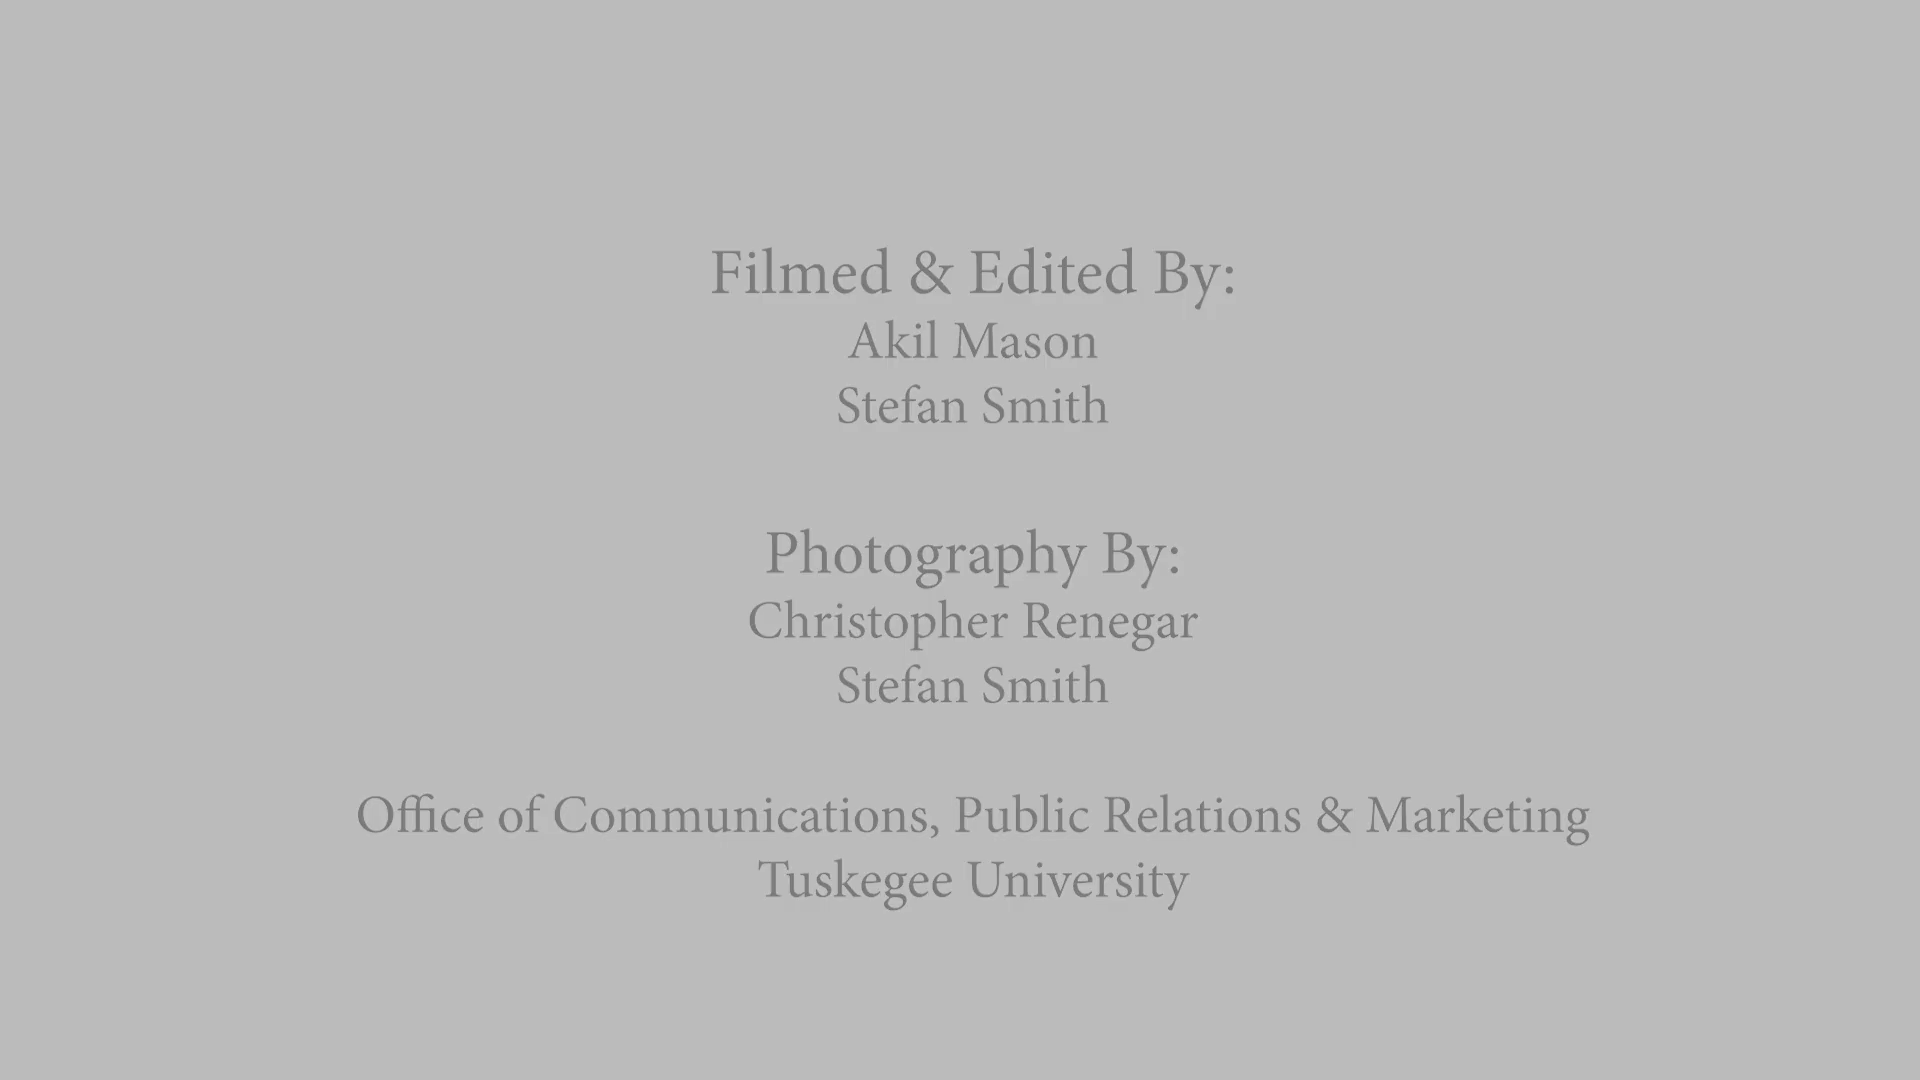 Filmed & Edited By:
Akil Mason
Stefan Smith
Photography By:
Christopher Renegar
Stefan Smith
Office of Communications, Public Relations & Marketing
Tuskegee University